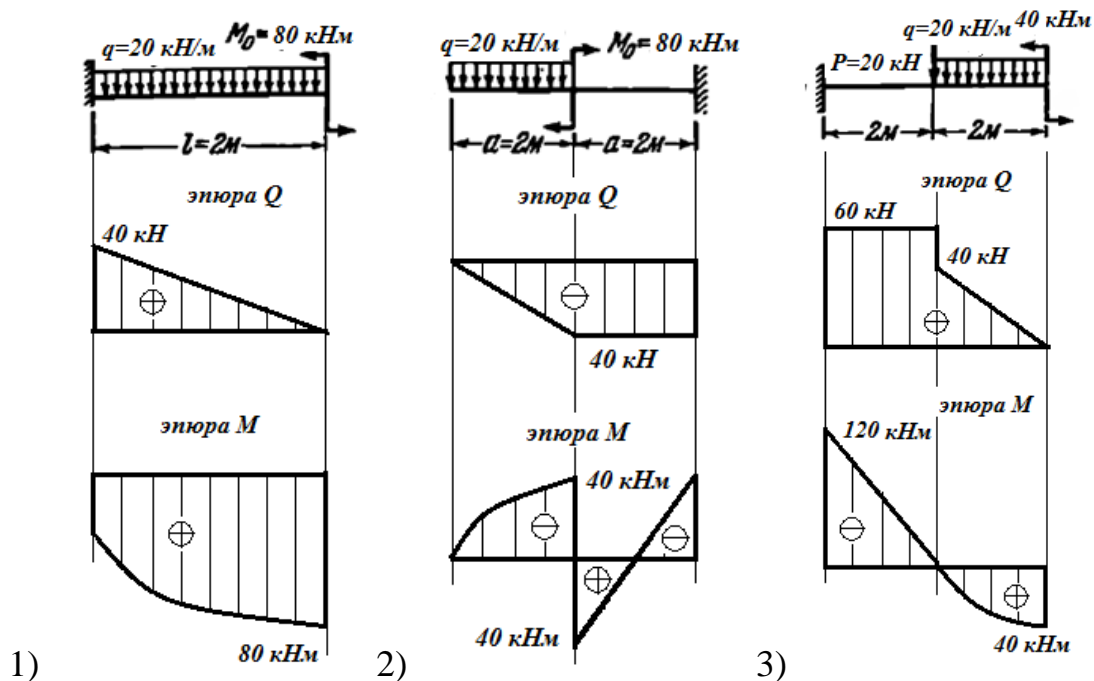 q=20 кН/м M₀= 80 кНм
l=2м
эпюра Q
40 кН
эпюра M
80 кНм
1)
q=20 кН/м M₀= 80 кНм
a=2м a=2м
эпюра Q
40 кН
эпюра M
40 кНм
40 кНм
2)
q=20 кН/м 40 кНм
P=20 кН
2м 2м
эпюра Q
60 кН
40 кН
эпюра M
120 кНм
40 кНм
3)